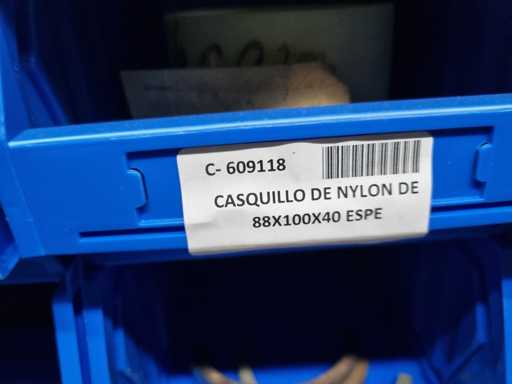 C- 609118
CASQUILLO DE NYLON DE
88X100X40 ESPE